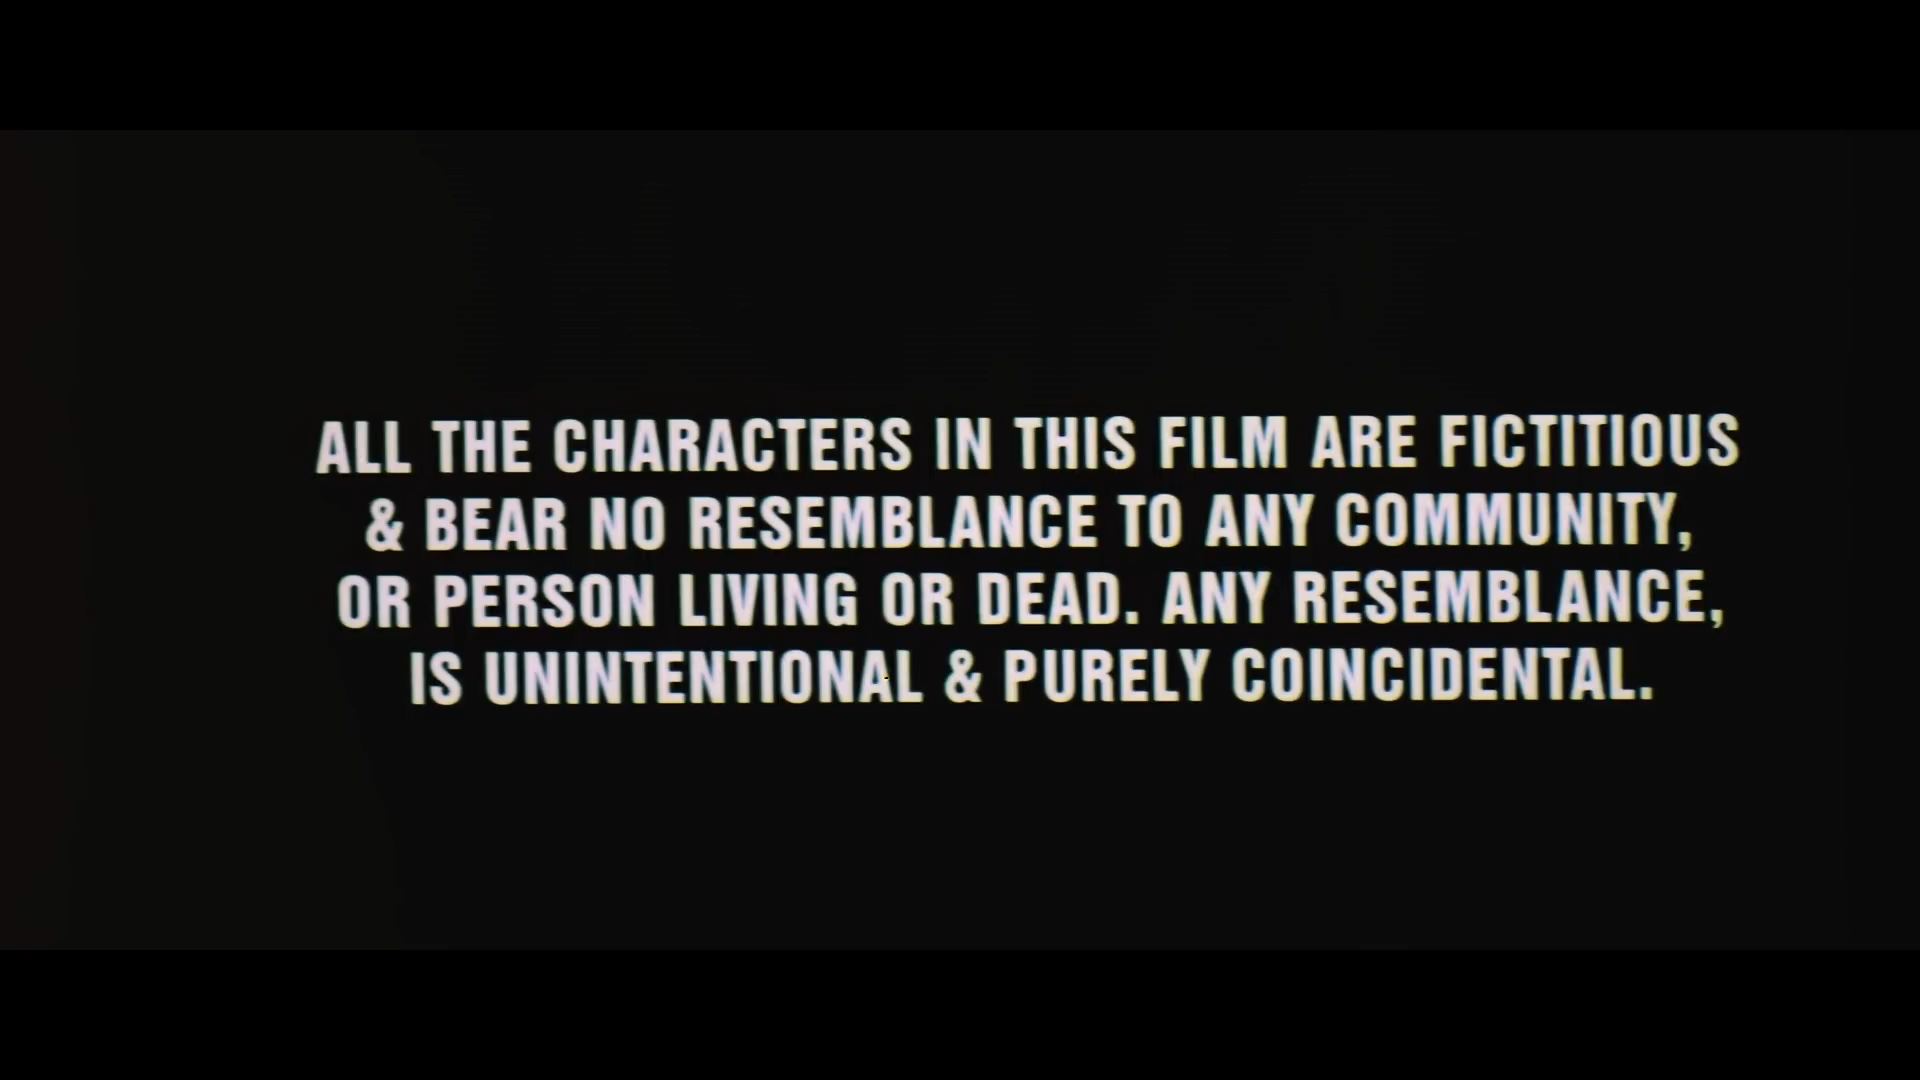 ALL THE CHARACTERS IN THIS FILM ARE FICTITIOUS
& BEAR NO RESEMBLANCE TO ANY COMMUNITY,
OR PERSON LIVING OR DEAD. ANY RESEMBLANCE,
IS UNINTENTIONAL & PURELY COINCIDENTAL.